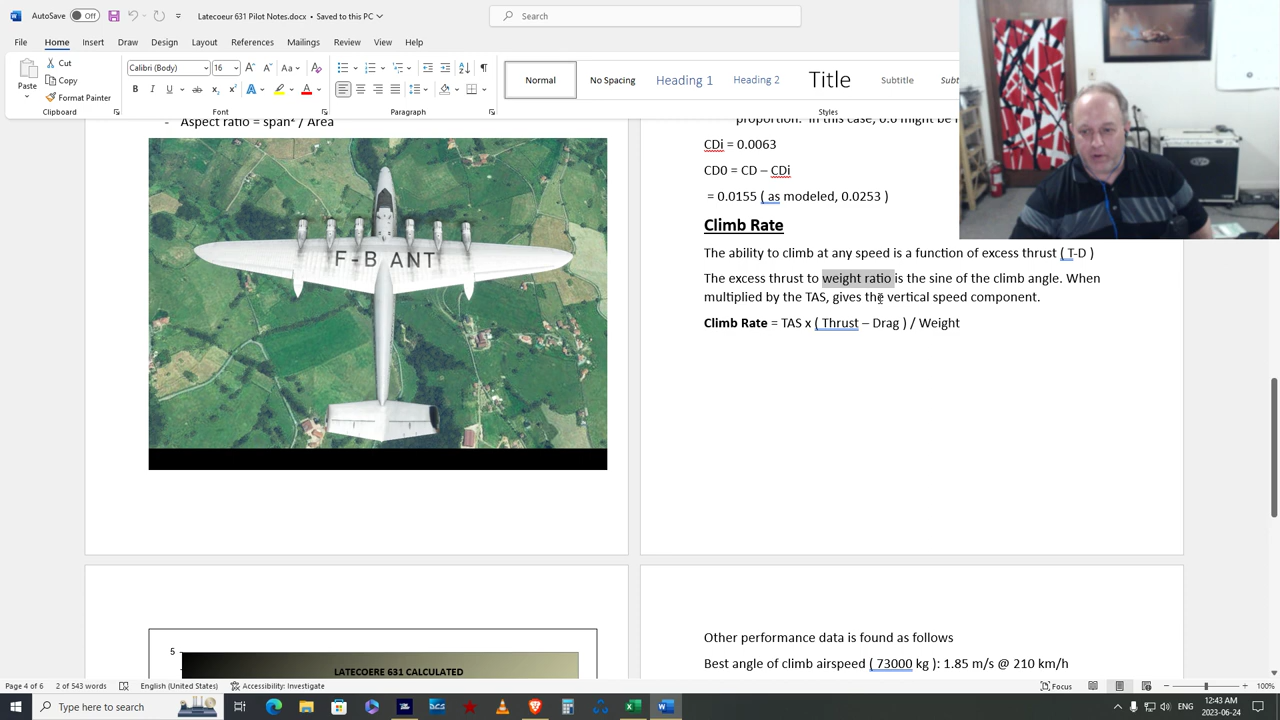 AutoSave Off
Latecoeur 631 Pilot Notes.docx • Saved to this PC
Search
File Home Insert Draw Design Layout References Mailings Review View Help
Paste
Cut
Copy
Format Painter
Clipboard
Calibri (Body) 16
Font
Paragraph
Normal
No Spacing
Heading 1
Heading 2
Title
Subtitle
Styles
- Aspect ratio = span² / Area
F-BANT
CDi = 0.0063
CD0 = CD – CDi
= 0.0155 ( as modeled, 0.0253 )
Climb Rate
The ability to climb at any speed is a function of excess thrust ( T-D )
The excess thrust to weight ratio is the sine of the climb angle. When
multiplied by the TAS, gives the vertical speed component.
Climb Rate = TAS x ( Thrust – Drag ) / Weight
5
LATECOERE 631 CALCULATED
Other performance data is found as follows
Best angle of climb airspeed ( 73000 kg ): 1.85 m/s @ 210 km/h
Page 4 of 6 2 of 543 words English (United States) Accessibility: Investigate
Focus
100%
Type here to search
ENG
12:43 AM
2023-06-24